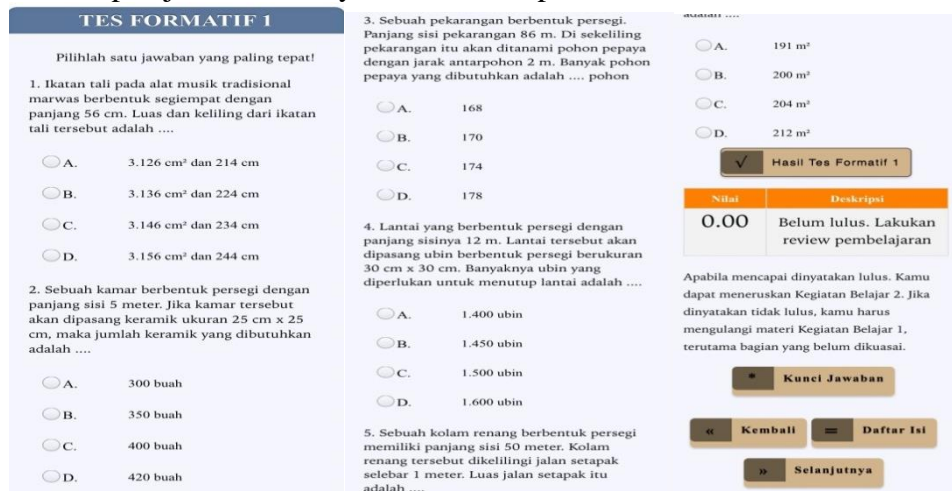 TES FORMATIF 1
Pilihlah satu jawaban yang paling tepat!
1. Ikatan tali pada alat musik tradisional
marwas berbentuk segiempat dengan
panjang 56 cm. Luas dan keliling dari ikatan
tali tersebut adalah ....
A. 3.126 cm² dan 214 cm
B. 3.136 cm² dan 224 cm
C. 3.146 cm² dan 234 cm
D. 3.156 cm² dan 244 cm
2. Sebuah kamar berbentuk persegi dengan
panjang sisi 5 meter. Jika kamar tersebut
akan dipasang keramik ukuran 25 cm x 25
cm, maka jumlah keramik yang dibutuhkan
adalah ....
A. 300 buah
B. 350 buah
C. 400 buah
D. 420 buah
3. Sebuah pekarangan berbentuk persegi.
Panjang sisi pekarangan 86 m. Di sekeliling
pekarangan itu akan ditanami pohon pepaya
dengan jarak antarpohon 2 m. Banyak pohon
pepaya yang dibutuhkan adalah .... pohon
A. 168
B. 170
C. 174
D. 178
4. Lantai yang berbentuk persegi dengan
panjang sisinya 12 m. Lantai tersebut akan
dipasang ubin berbentuk persegi berukuran
30 cm x 30 cm. Banyaknya ubin yang
diperlukan untuk menutup lantai adalah ....
A. 1.400 ubin
B. 1.450 ubin
C. 1.500 ubin
D. 1.600 ubin
5. Sebuah kolam renang berbentuk persegi
memiliki panjang sisi 50 meter. Kolam
renang tersebut dikelilingi jalan setapak
selebar 1 meter. Luas jalan setapak itu
adalah ....
adalah ....
A. 191 m²
B. 200 m²
C. 204 m²
D. 212 m²
√ Hasil Tes Formatif 1
Nilai Deskripsi
0.00 Belum lulus. Lakukan
review pembelajaran
Apabila mencapai dinyatakan lulus. Kamu
dapat meneruskan Kegiatan Belajar 2. Jika
dinyatakan tidak lulus, kamu harus
mengulangi materi Kegiatan Belajar 1,
terutama bagian yang belum dikuasai.
* Kunci Jawaban
« Kembali = Daftar Isi
» Selanjutnya